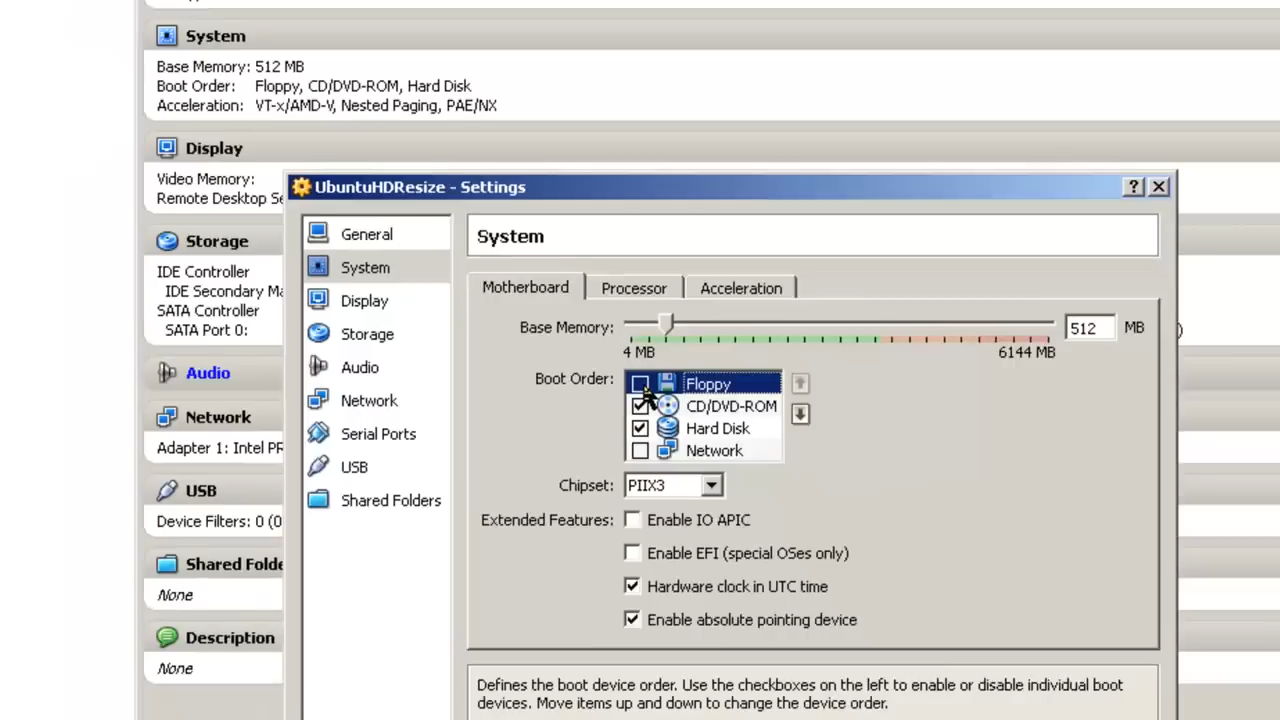 System
Base Memory: 512 MB
Boot Order: Floppy, CD/DVD-ROM, Hard Disk
Acceleration: VT-x/AMD-V, Nested Paging, PAE/NX
Display
Video Memory:
Remote Desktop Se
Storage
IDE Controller
IDE Secondary Ma
SATA Controller
SATA Port 0:
Audio
Network
Adapter 1: Intel PR
USB
Device Filters: 0 (0
Shared Folde
None
Description
None
UbuntuHDResize - Settings
General
System
Display
Storage
Audio
Network
Serial Ports
USB
Shared Folders
System
Motherboard Processor Acceleration
Base Memory: 512 MB
4 MB 6144 MB
Boot Order: Floppy
CD/DVD-ROM
Hard Disk
Network
Chipset: PIIX3
Extended Features: Enable IO APIC
Enable EFI (special OSes only)
Hardware clock in UTC time
Enable absolute pointing device
Defines the boot device order. Use the checkboxes on the left to enable or disable individual boot
devices. Move items up and down to change the device order.